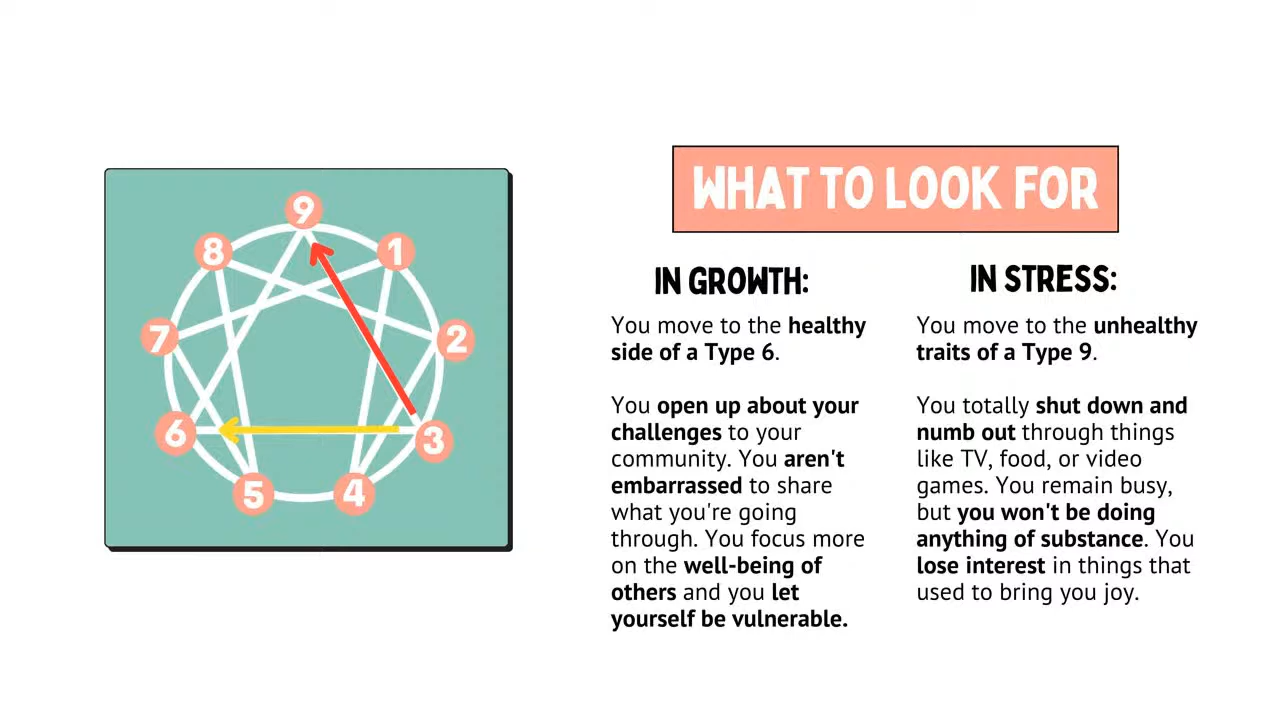 9
8
1
7
2
6
3
5
4
WHAT TO LOOK FOR
IN GROWTH:
You move to the healthy
side of a Type 6.
You open up about your
challenges to your
community. You aren't
embarrassed to share
what you're going
through. You focus more
on the well-being of
others and you let
yourself be vulnerable.
IN STRESS:
You move to the unhealthy
traits of a Type 9.
You totally shut down and
numb out through things
like TV, food, or video
games. You remain busy,
but you won't be doing
anything of substance. You
lose interest in things that
used to bring you joy.